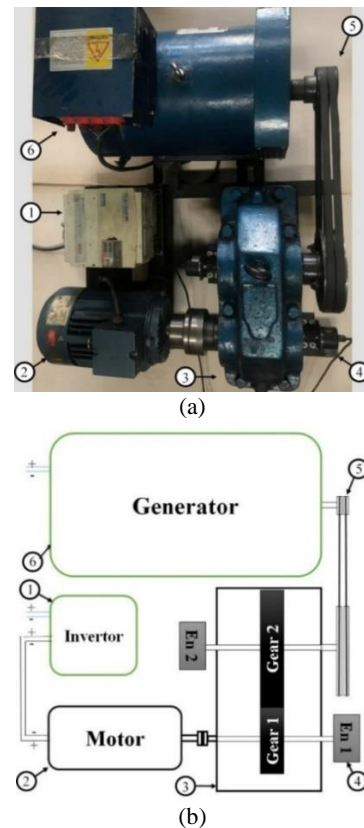 5
6
1
2
3
4
(a)
+
-
Generator
5
6
1
+
-
+
-
Invertor
En 2
Gear 2
Gear 1
En 1
+
-
Motor
2
3
4
(b)